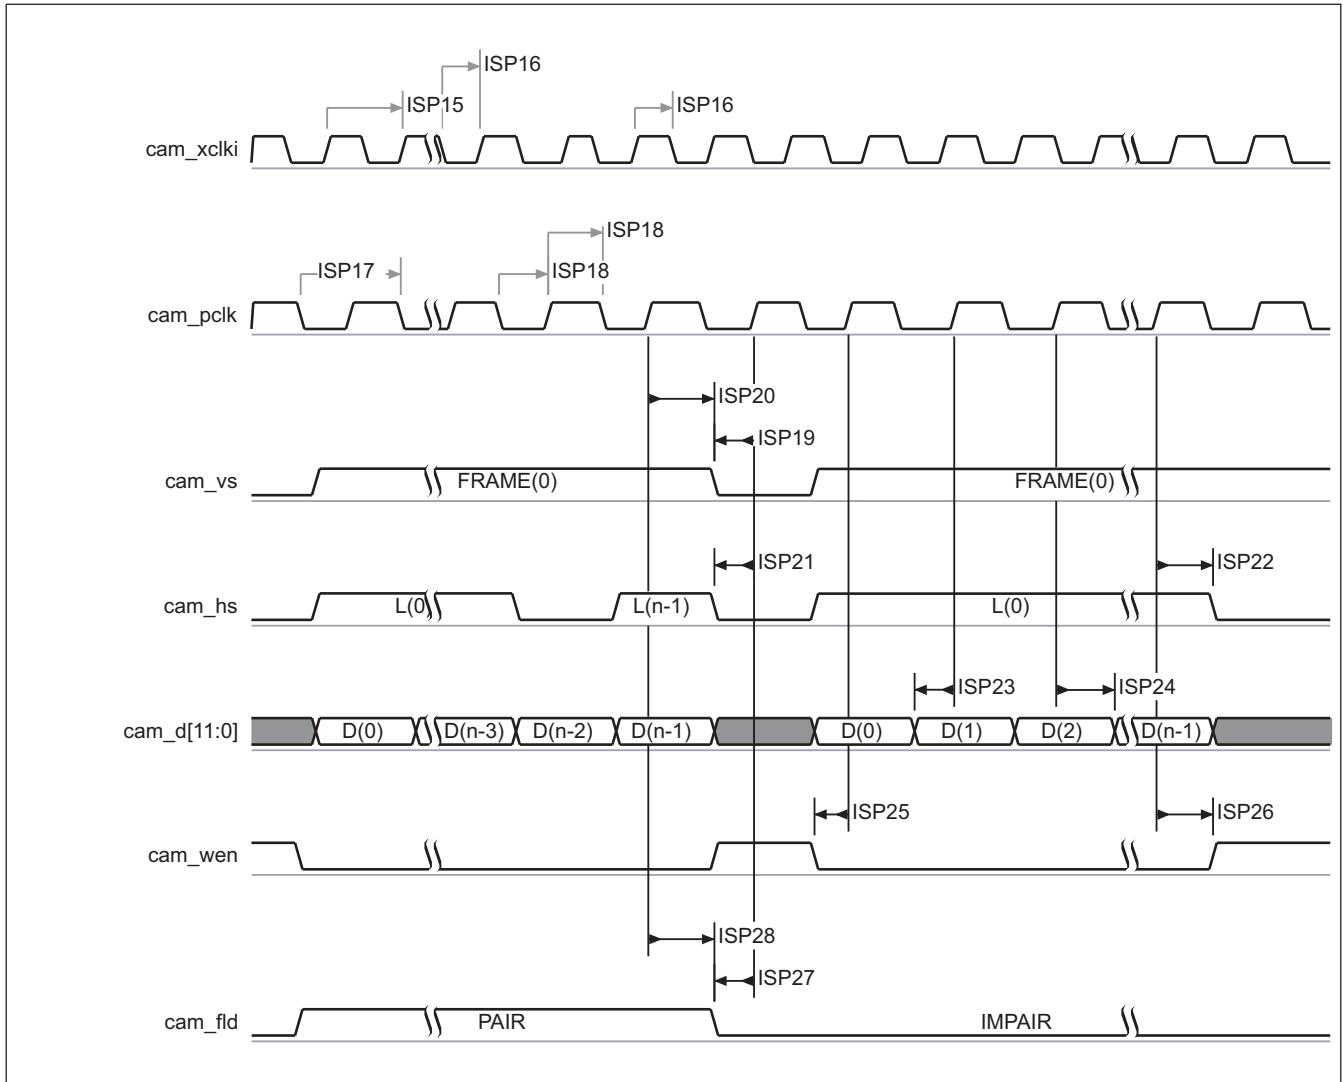 ISP16
ISP15
ISP16
cam_xclki
ISP18
ISP17
ISP18
cam_pclk
ISP20
ISP19
cam_vs
FRAME(0)
FRAME(0)
ISP21
ISP22
cam_hs
L(0)
L(n-1)
L(0)
ISP23
ISP24
cam_d[11:0]
D(0)
D(n-3)
D(n-2)
D(n-1)
D(0)
D(1)
D(2)
D(n-1)
ISP25
ISP26
cam_wen
ISP28
ISP27
cam_fld
PAIR
IMPAIR